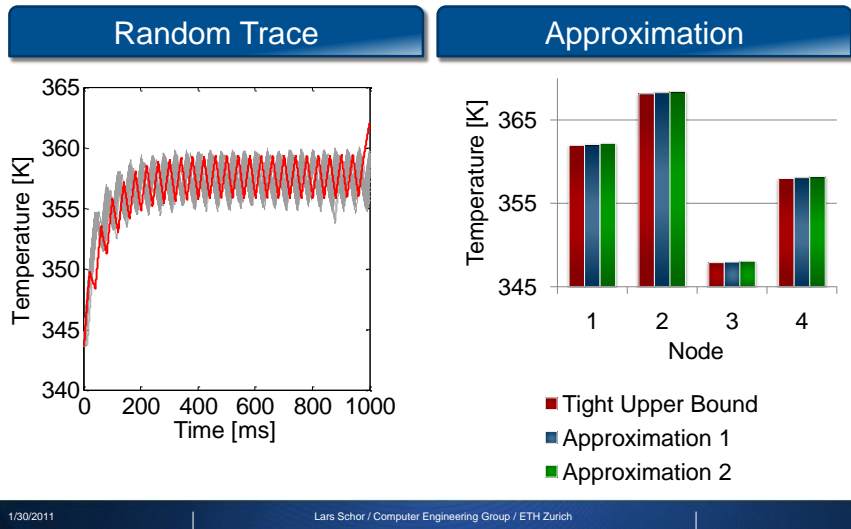 Random Trace
Temperature [K]
365
360
355
350
345
340
0 200 400 600 800 1000
Time [ms]
Approximation
Temperature [K]
365
355
345
1 2 3 4
Node
Tight Upper Bound
Approximation 1
Approximation 2
1/30/2011
Lars Schor / Computer Engineering Group / ETH Zurich